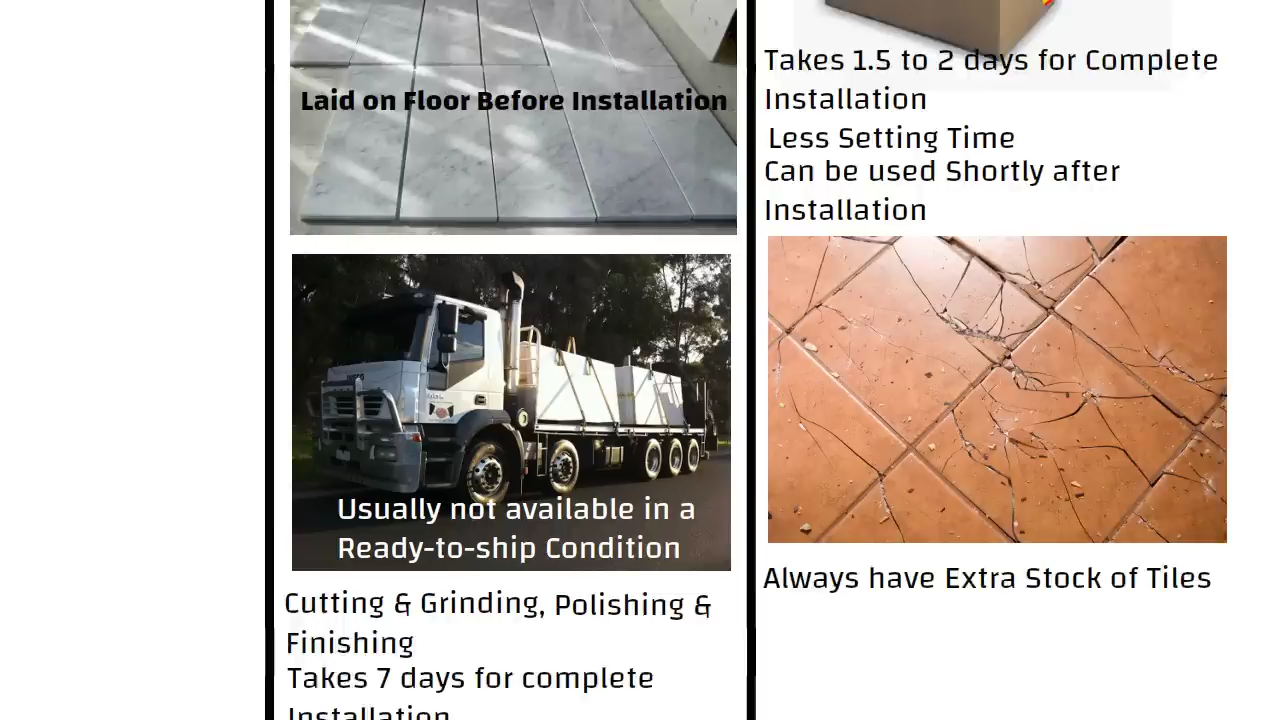 Laid on Floor Before Installation
Usually not available in a
Ready-to-ship Condition
Cutting & Grinding, Polishing &
Finishing
Takes 7 days for complete
Installation
Takes 1.5 to 2 days for Complete
Installation
Less Setting Time
Can be used Shortly after
Installation
Always have Extra Stock of Tiles